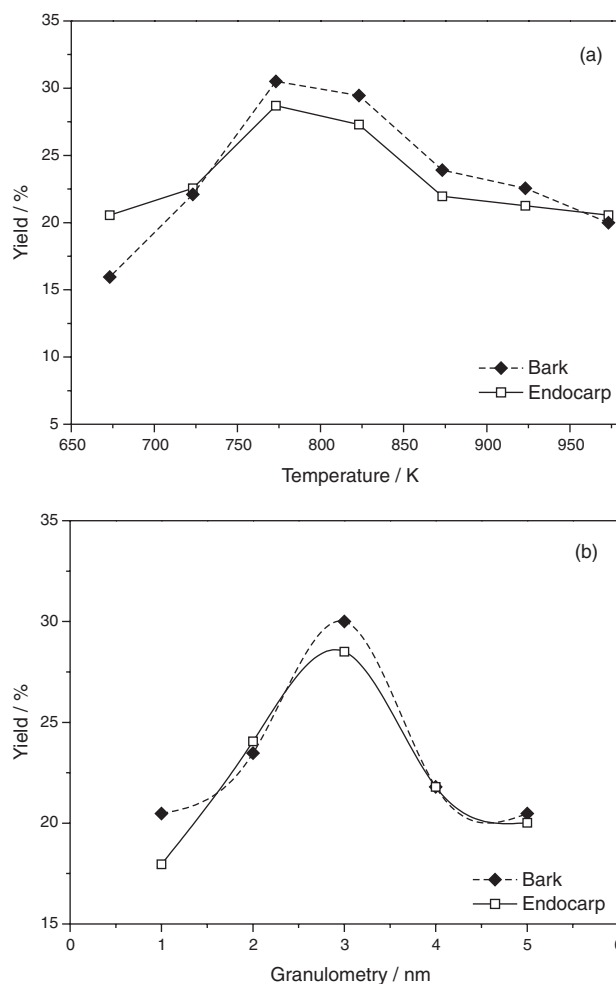 (a)
35
30
25
20
15
10
5
Yield / %
Bark
Endocarp
650 700 750 800 850 900 950
Temperature / K
(b)
35
30
25
20
15
Yield / %
Bark
Endocarp
0 1 2 3 4 5
Granulometry / nm